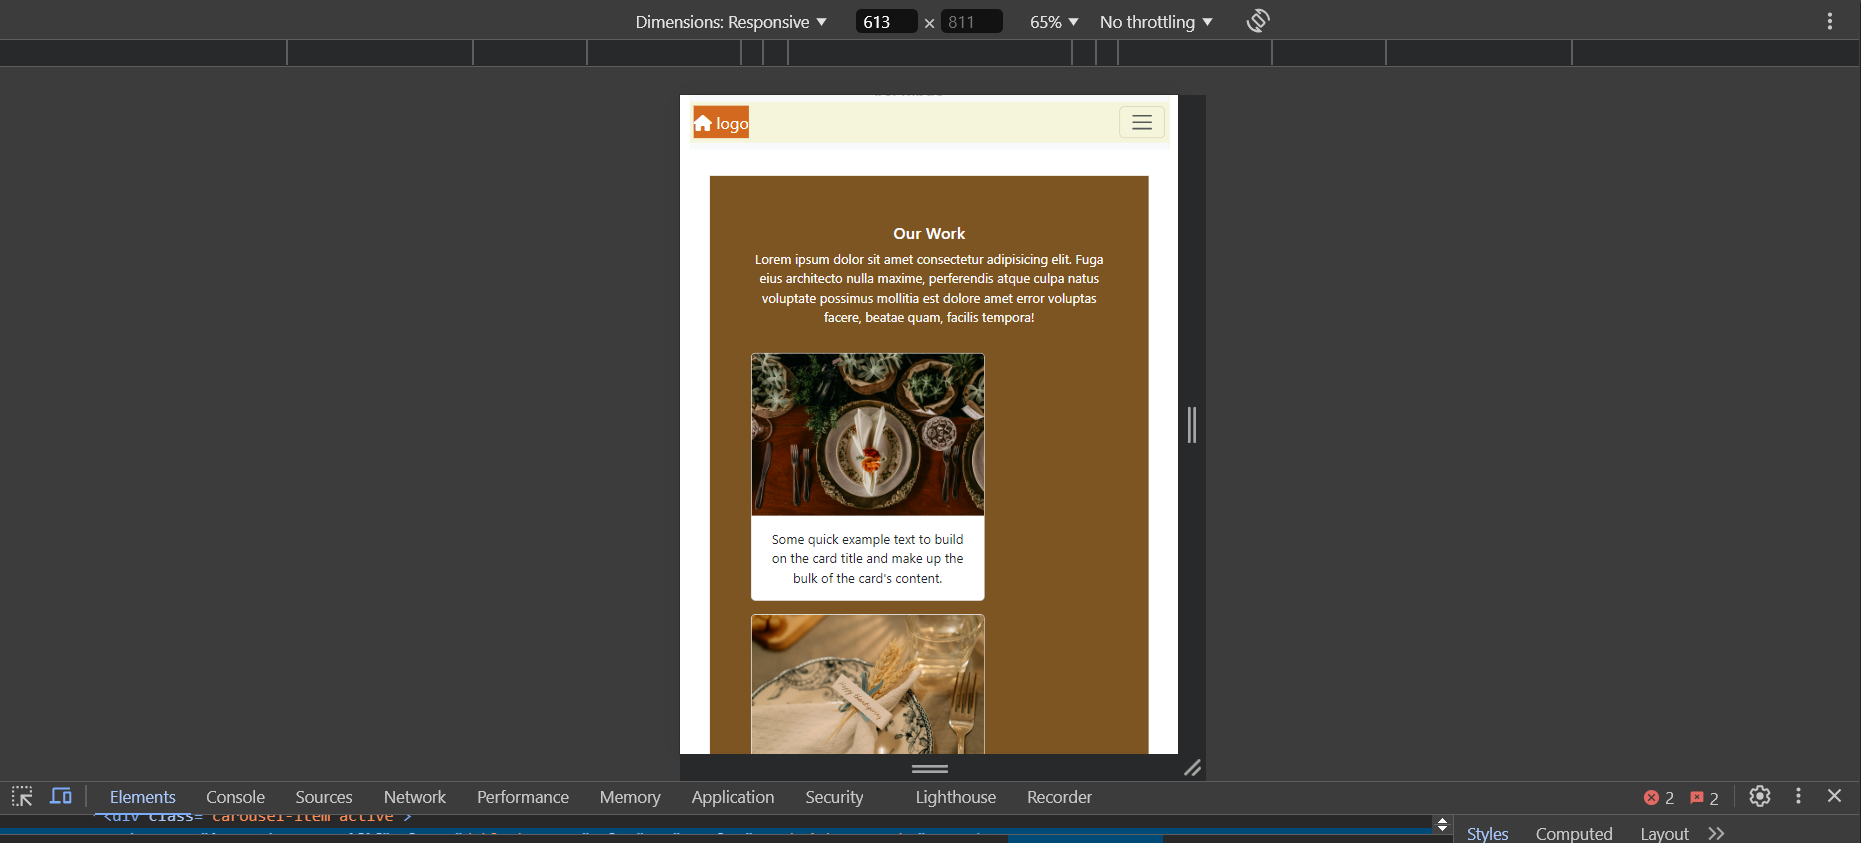 Dimensions: Responsive 613 × 811 65% No throttling
logo
Our Work
Lorem ipsum dolor sit amet consectetur adipisicing elit. Fuga
eius architecto nulla maxime, perferendis atque culpa natus
voluptate possimus mollitia est dolore amet error voluptas
facere, beatae quam, facilis tempora!
Some quick example text to build
on the card title and make up the
bulk of the card's content.
Happy thanksgiving
Elements Console Sources Network Performance Memory Application Security Lighthouse Recorder 2 2
<div class="carousel-item active">
Styles Computed Layout